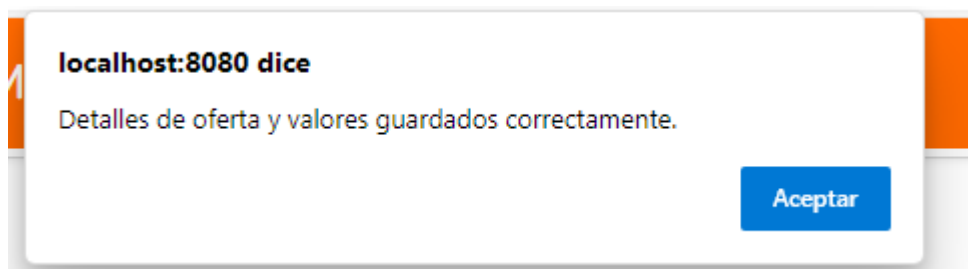 localhost:8080 dice
Detalles de oferta y valores guardados correctamente.
Aceptar